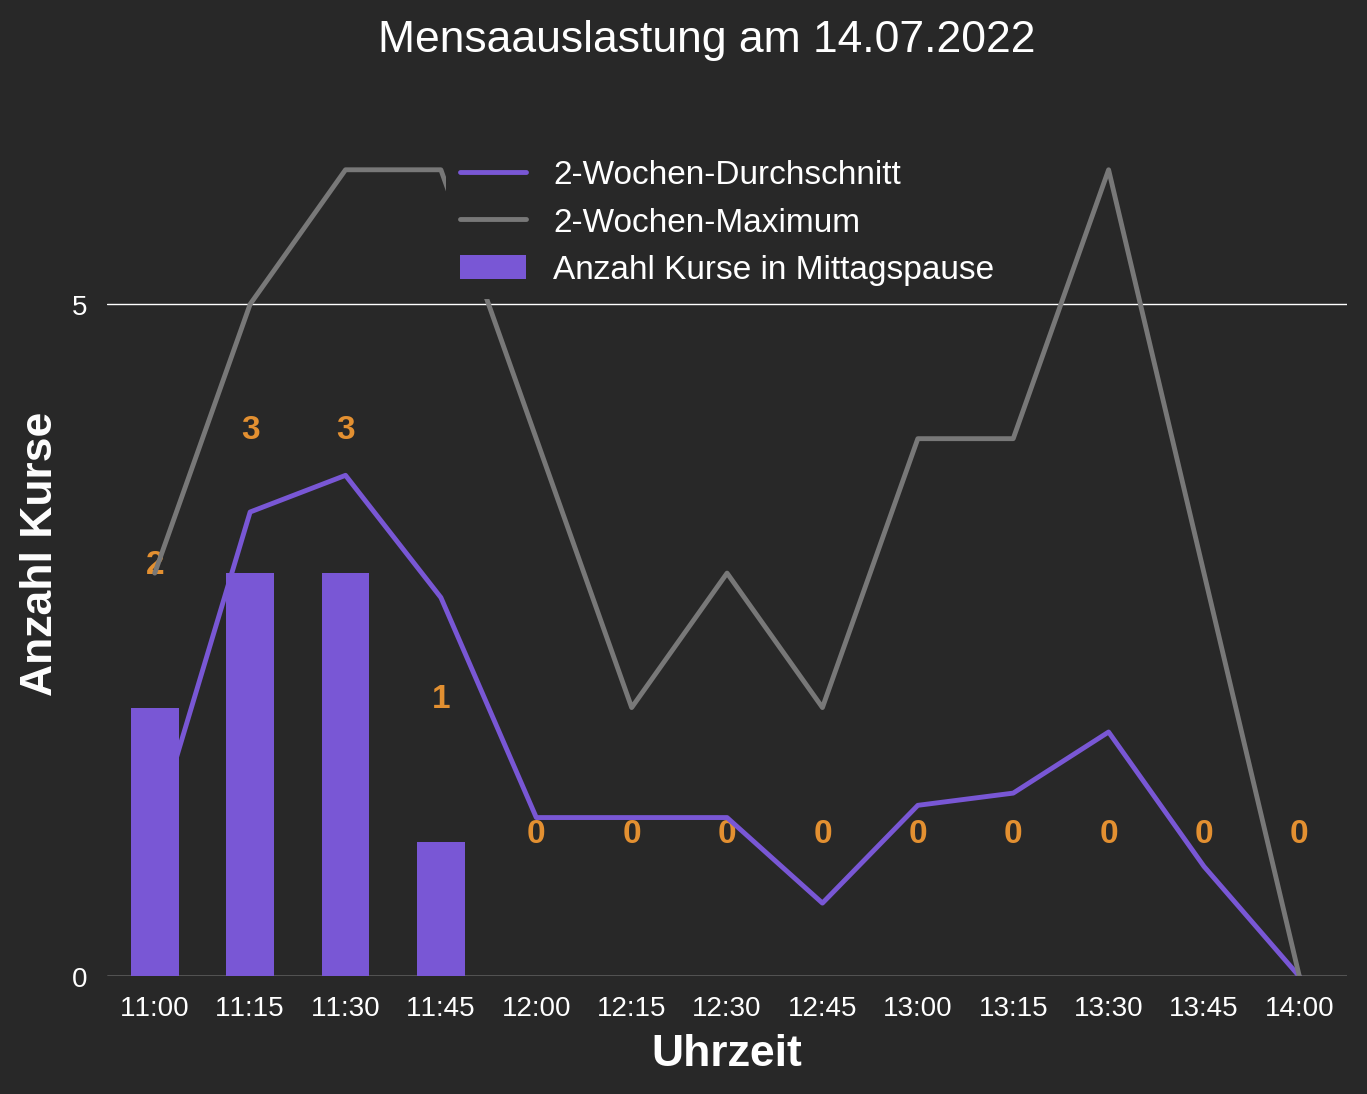 Mensaauslastung am 14.07.2022
2-Wochen-Durchschnitt
2-Wochen-Maximum
Anzahl Kurse in Mittagspause
5
3 3
2
1
0 0 0 0 0 0 0 0 0
0
Anzahl Kurse
11:00 11:15 11:30 11:45 12:00 12:15 12:30 12:45 13:00 13:15 13:30 13:45 14:00
Uhrzeit